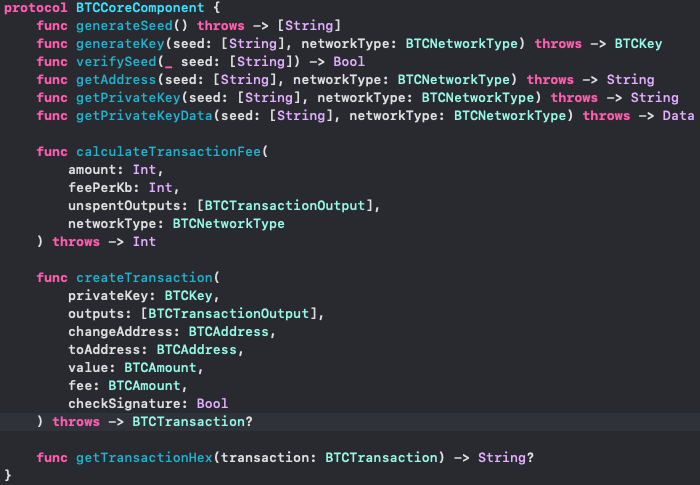 protocol BTCCoreComponent {
func generateSeed() throws -> [String]
func generateKey(seed: [String], networkType: BTCNetworkType) throws -> BTCKey
func verifySeed(_ seed: [String]) -> Bool
func getAddress(seed: [String], networkType: BTCNetworkType) throws -> String
func getPrivateKey(seed: [String], networkType: BTCNetworkType) throws -> String
func getPrivateKeyData(seed: [String], networkType: BTCNetworkType) throws -> Data
func calculateTransactionFee(
amount: Int,
feePerKb: Int,
unspentOutputs: [BTCTransactionOutput],
networkType: BTCNetworkType
) throws -> Int
func createTransaction(
privateKey: BTCKey,
outputs: [BTCTransactionOutput],
changeAddress: BTCAddress,
toAddress: BTCAddress,
value: BTCAmount,
fee: BTCAmount,
checkSignature: Bool
) throws -> BTCTransaction?
func getTransactionHex(transaction: BTCTransaction) -> String?
}